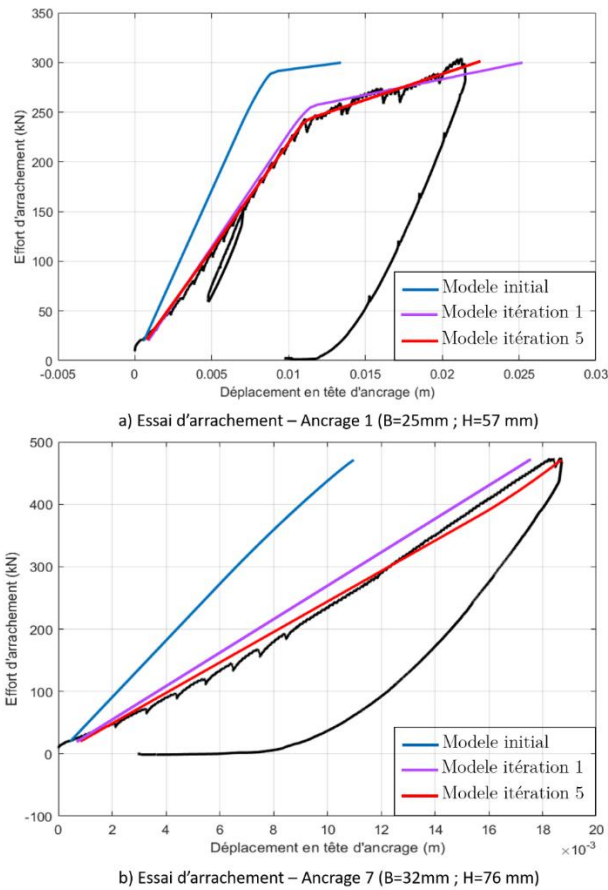 350
300
250
200
150
100
50
0
Effort d'arrachement (kN)
Modele initial
Modele itération 1
Modele itération 5
-0.005 0 0.005 0.01 0.015 0.02 0.025 0.03
Déplacement en tête d'ancrage (m)
a) Essai d'arrachement – Ancrage 1 (B=25mm ; H=57 mm)
500
400
300
200
100
0
-100
Effort d'arrachement (kN)
Modele initial
Modele itération 1
Modele itération 5
0 2 4 6 8 10 12 14 16 18 20
Déplacement en tête d'ancrage (m)
×10⁻³
b) Essai d'arrachement – Ancrage 7 (B=32mm ; H=76 mm)